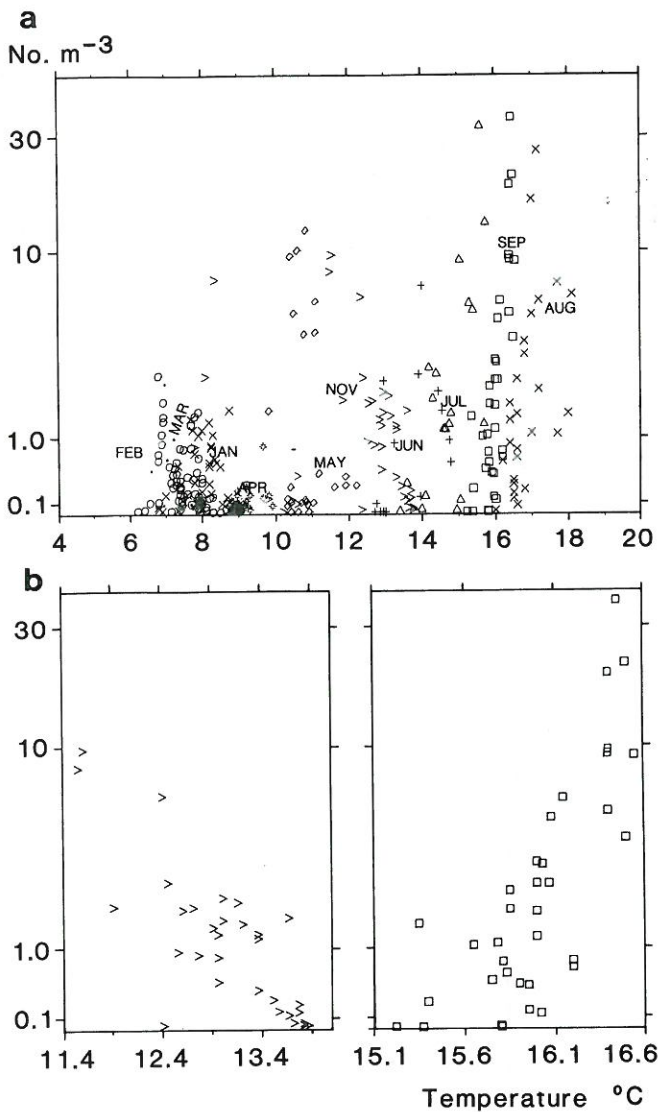 a
No. m-3
30
10
1.0
0.1
SEP
AUG
NOV
JUL
MAR
FEB
JAN
JUN
MAY
APR
4 6 8 10 12 14 16 18 20
b
30
10
1.0
0.1
11.4 12.4 13.4 15.1 15.6 16.1 16.6
Temperature °C